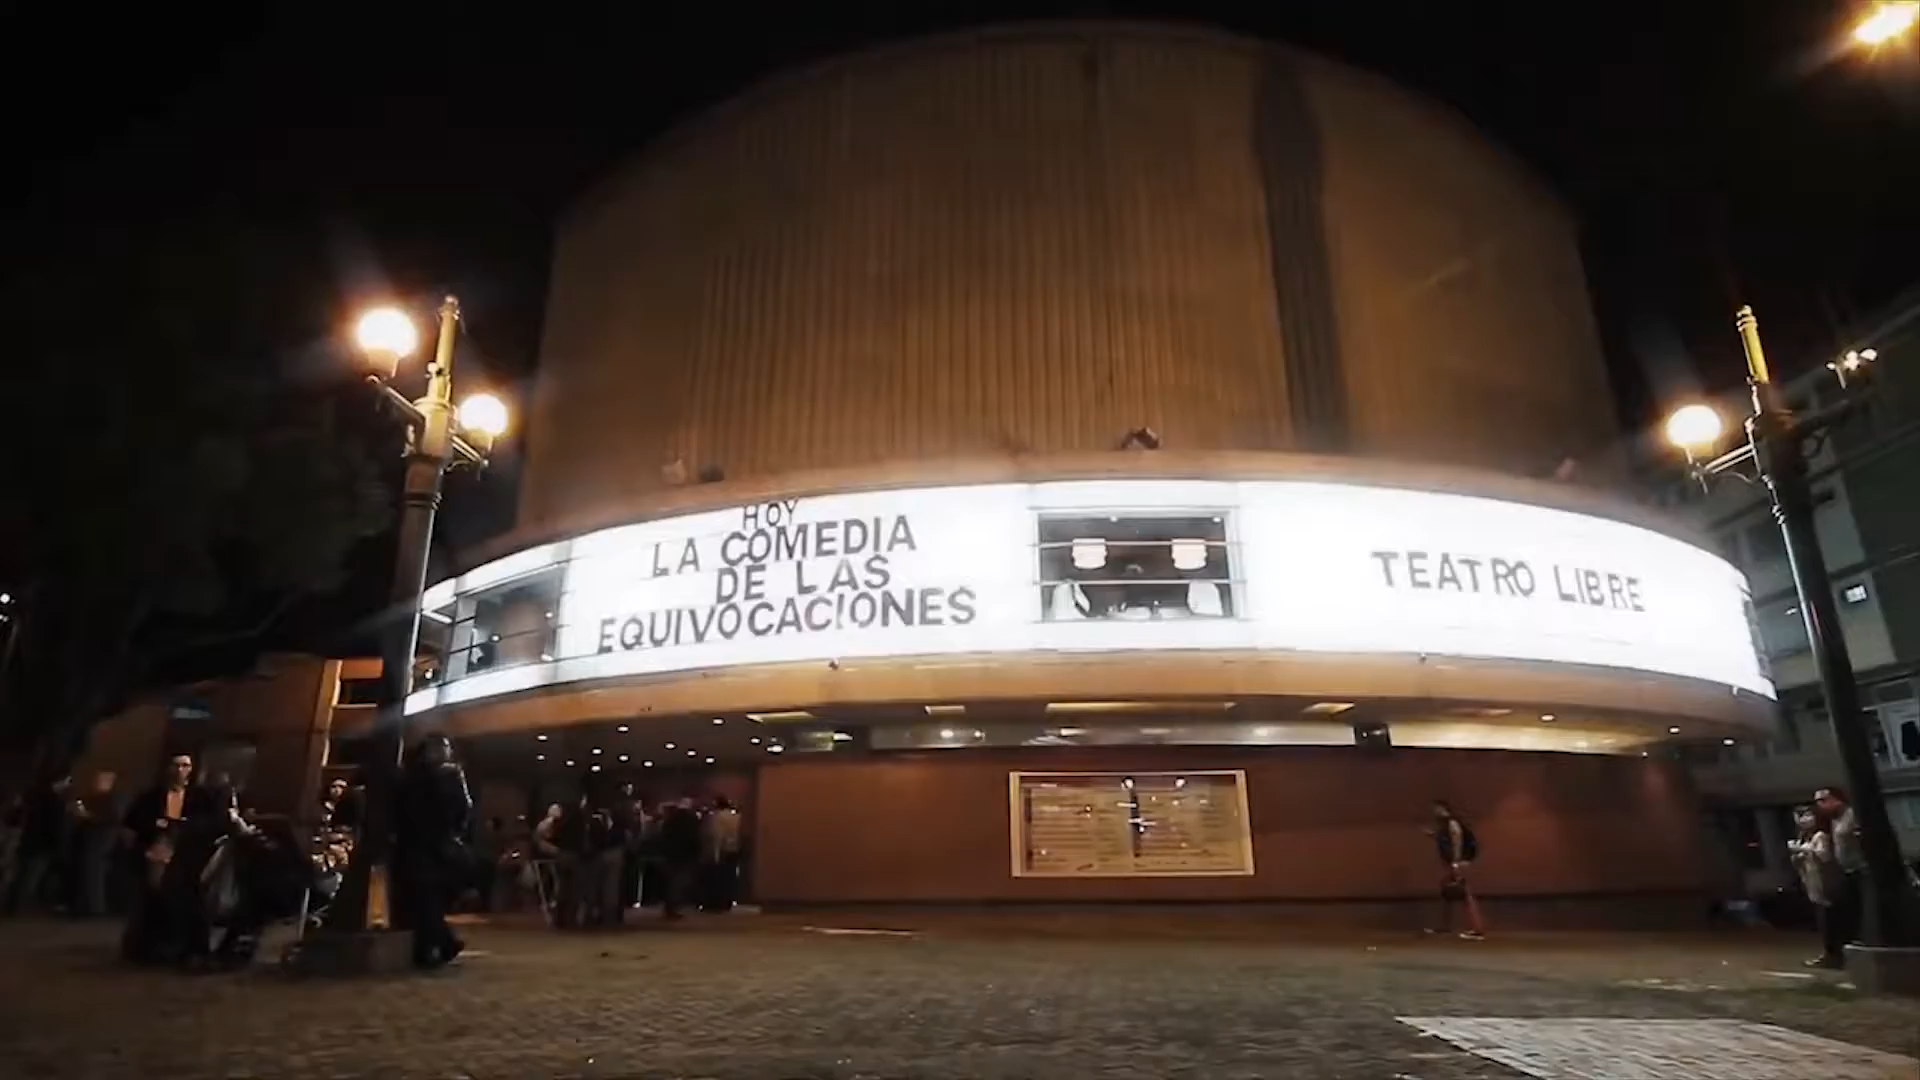 HOY
LA COMEDIA
DE LAS
EQUIVOCACIONES
TEATRO LIBRE